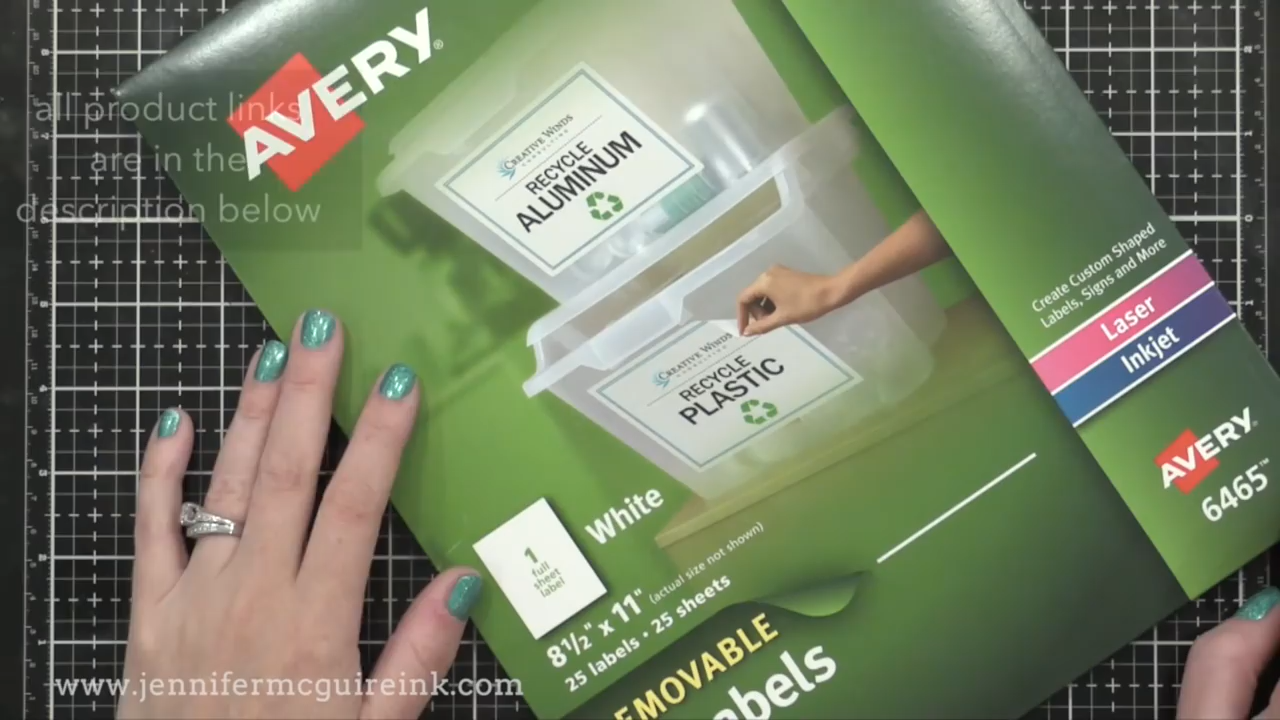 AVERY®
all product links
are in the
description below
CREATIVE WINDS
CONSULTING
RECYCLE
ALUMINUM
CREATIVE WINDS
RECYCLE
PLASTIC
Create Custom Shaped
Labels, Signs and More
Laser
Inkjet
AVERY
6465™
White
1
full
sheet
label
8½" x 11" (actual size not shown)
25 labels • 25 sheets
EMOVABLE
abels
www.jennifermcguireink.com